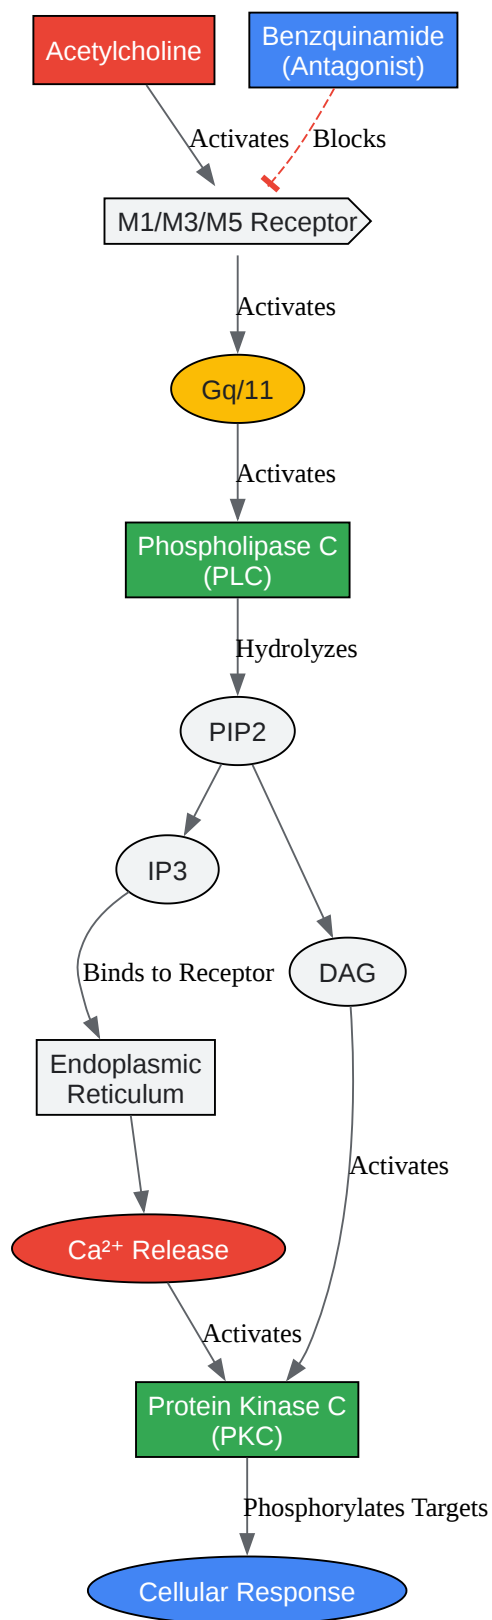 Acetylcholine
Benzquinamide
(Antagonist)
Activates
Blocks
M1/M3/M5 Receptor
Activates
Gq/11
Activates
Phospholipase C
(PLC)
Hydrolyzes
PIP2
IP3
DAG
Binds to Receptor
Endoplasmic
Reticulum
Activates
Ca²⁺ Release
Activates
Protein Kinase C
(PKC)
Phosphorylates Targets
Cellular Response